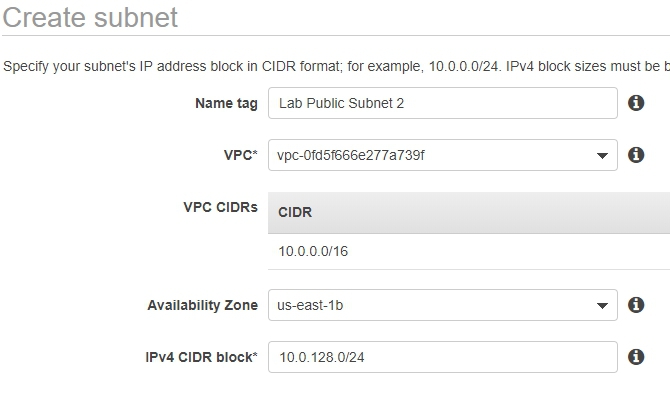 Create subnet
Specify your subnet's IP address block in CIDR format; for example, 10.0.0.0/24. IPv4 block sizes must be b
Name tag Lab Public Subnet 2
VPC* vpc-0fd5f666e277a739f
VPC CIDRs CIDR
10.0.0.0/16
Availability Zone us-east-1b
IPv4 CIDR block* 10.0.128.0/24